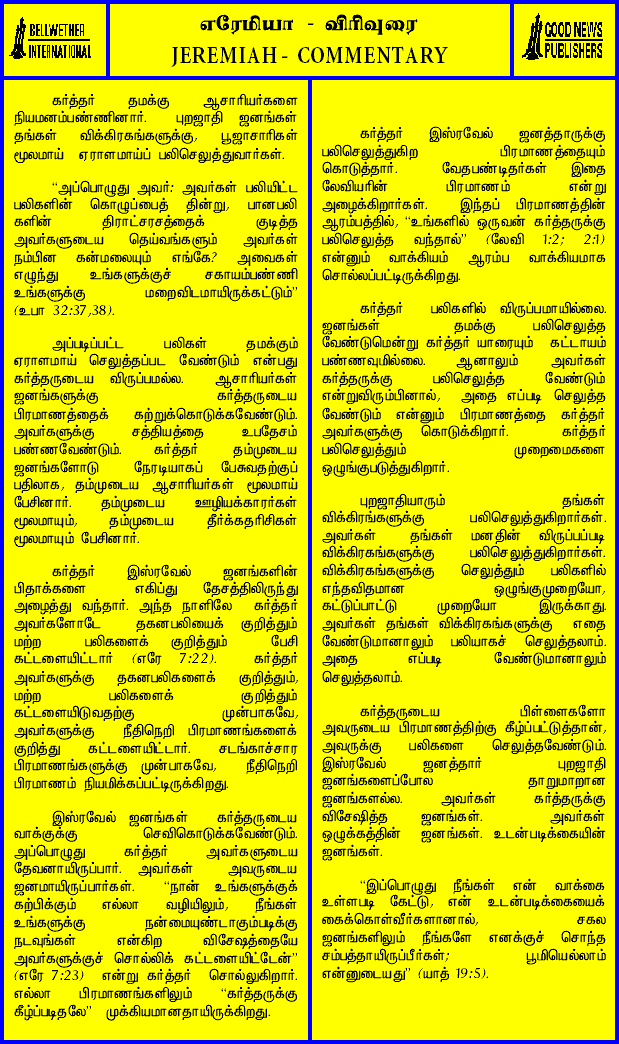 BELLWETHER
INTERNATIONAL
எரேமியா - விரிவுரை
JEREMIAH - COMMENTARY
GOOD NEWS
PUBLISHERS
கர்த்தர் தமக்கு ஆசாரியர்களை
நியமனம்பண்ணினார். புறஜாதி ஜனங்கள்
தங்கள் விக்கிரகங்களுக்கு, பூஜாசாரிகள்
மூலமாய் ஏராளமாய்ப் பலிசெலுத்துவார்கள்.
“அப்பொழுது அவர்: அவர்கள் பலியிட்ட
பலிகளின் கொழுப்பைத் தின்று, பானபலி
களின் திராட்சரசத்தைக் குடித்த
அவர்களுடைய தெய்வங்களும் அவர்கள்
நம்பின கன்மலையும் எங்கே? அவைகள்
எழுந்து உங்களுக்குச் சகாயம்பண்ணி
உங்களுக்கு மறைவிடமாயிருக்கட்டும்”
(உபா 32:37,38).
அப்படிப்பட்ட பலிகள் தமக்கும்
ஏராளமாய் செலுத்தப்பட வேண்டும் என்பது
கர்த்தருடைய விருப்பமல்ல. ஆசாரியர்கள்
ஜனங்களுக்கு கர்த்தருடைய
பிரமாணத்தைக் கற்றுக்கொடுக்கவேண்டும்.
அவர்களுக்கு சத்தியத்தை உபதேசம்
பண்ணவேண்டும். கர்த்தர் தம்முடைய
ஜனங்களோடு நேரடியாகப் பேசுவதற்குப்
பதிலாக, தம்முடைய ஆசாரியர்கள் மூலமாய்
பேசினார். தம்முடைய ஊழியக்காரர்கள்
மூலமாயும், தம்முடைய தீர்க்கதரிசிகள்
மூலமாயும் பேசினார்.
கர்த்தர் இஸ்ரவேல் ஜனங்களின்
பிதாக்களை எகிப்து தேசத்திலிருந்து
அழைத்து வந்தார். அந்த நாளிலே கர்த்தர்
அவர்களோடே தகனபலியைக் குறித்தும்
மற்ற பலிகளைக் குறித்தும் பேசி
கட்டளையிட்டார் (எரே 7:22). கர்த்தர்
அவர்களுக்கு தகனபலிகளைக் குறித்தும்,
மற்ற பலிகளைக் குறித்தும்
கட்டளையிடுவதற்கு முன்பாகவே,
அவர்களுக்கு நீதிநெறி பிரமாணங்களைக்
குறித்து கட்டளையிட்டார். சடங்காச்சார
பிரமாணங்களுக்கு முன்பாகவே, நீதிநெறி
பிரமாணம் நியமிக்கப்பட்டிருக்கிறது.
இஸ்ரவேல் ஜனங்கள் கர்த்தருடைய
வாக்குக்கு செவிகொடுக்கவேண்டும்.
அப்பொழுது கர்த்தர் அவர்களுடைய
தேவனாயிருப்பார். அவர்கள் அவருடைய
ஜனமாயிருப்பார்கள். “நான் உங்களுக்குக்
கற்பிக்கும் எல்லா வழியிலும், நீங்கள்
உங்களுக்கு நன்மையுண்டாகும்படிக்கு
நடவுங்கள் என்கிற விசேஷத்தையே
அவர்களுக்குச் சொல்லிக் கட்டளையிட்டேன்”
(எரே 7:23) என்று கர்த்தர் சொல்லுகிறார்.
எல்லா பிரமாணங்களிலும் “கர்த்தருக்கு
கீழ்ப்படிதலே” முக்கியமானதாயிருக்கிறது.
கர்த்தர் இஸ்ரவேல் ஜனத்தாருக்கு
பலிசெலுத்துகிற பிரமாணத்தையும்
கொடுத்தார். வேதபண்டிதர்கள் இதை
லேவியரின் பிரமாணம் என்று
அழைக்கிறார்கள். இந்தப் பிரமாணத்தின்
ஆரம்பத்தில், “உங்களில் ஒருவன் கர்த்தருக்கு
பலிசெலுத்த வந்தால்” (லேவி 1:2; 2:1)
என்னும் வாக்கியம் ஆரம்ப வாக்கியமாக
சொல்லப்பட்டிருக்கிறது.
கர்த்தர் பலிகளில் விருப்பமாயில்லை.
ஜனங்கள் தமக்கு பலிசெலுத்த
வேண்டுமென்று கர்த்தர் யாரையும் கட்டாயம்
பண்ணவுமில்லை. ஆனாலும் அவர்கள்
கர்த்தருக்கு பலிசெலுத்த வேண்டும்
என்றுவிரும்பினால், அதை எப்படி செலுத்த
வேண்டும் என்னும் பிரமாணத்தை கர்த்தர்
அவர்களுக்கு கொடுக்கிறார். கர்த்தர்
பலிசெலுத்தும் முறைமைகளை
ஒழுங்குபடுத்துகிறார்.
புறஜாதியாரும் தங்கள்
விக்கிரங்களுக்கு பலிசெலுத்துகிறார்கள்.
அவர்கள் தங்கள் மனதின் விருப்பப்படி
விக்கிரகங்களுக்கு பலிசெலுத்துகிறார்கள்.
விக்கிரகங்களுக்கு செலுத்தும் பலிகளில்
எந்தவிதமான ஒழுங்குமுறையோ,
கட்டுப்பாட்டு முறையோ இருக்காது.
அவர்கள் தங்கள் விக்கிரகங்களுக்கு எதை
வேண்டுமானாலும் பலியாகச் செலுத்தலாம்.
அதை எப்படி வேண்டுமானாலும்
செலுத்தலாம்.
கர்த்தருடைய பிள்ளைகளோ
அவருடைய பிரமாணத்திற்கு கீழ்ப்பட்டுத்தான்,
அவருக்கு பலிகளை செலுத்தவேண்டும்.
இஸ்ரவேல் ஜனத்தார் புறஜாதி
ஜனங்களைப்போல தாறுமாறான
ஜனங்களல்ல. அவர்கள் கர்த்தருக்கு
விசேஷித்த ஜனங்கள். அவர்கள்
ஒழுக்கத்தின் ஜனங்கள். உடன்படிக்கையின்
ஜனங்கள்.
“இப்பொழுது நீங்கள் என் வாக்கை
உள்ளபடி கேட்டு, என் உடன்படிக்கையைக்
கைக்கொள்வீர்களானால், சகல
ஜனங்களிலும் நீங்களே எனக்குச் சொந்த
சம்பத்தாயிருப்பீர்கள்; பூமியெல்லாம்
என்னுடையது” (யாத் 19:5).